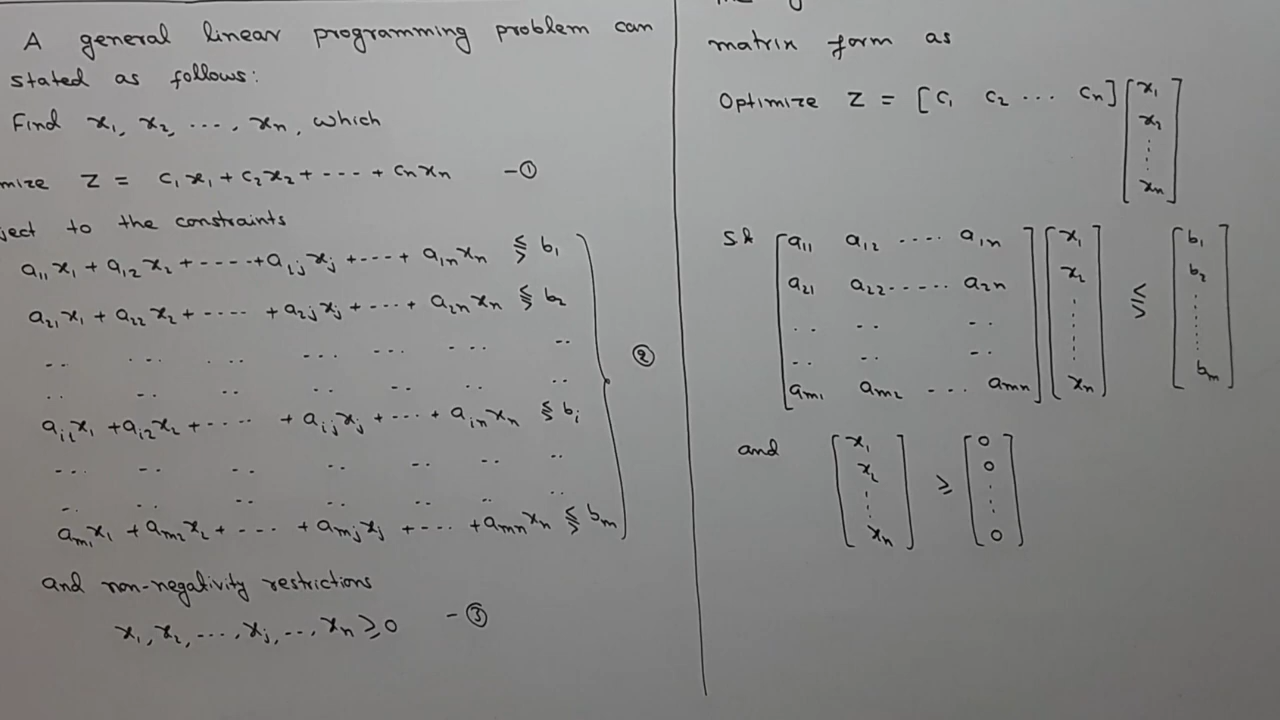 A general linear programming problem can
stated as follows:
Find x₁, x₂, ..., xₙ, which
mize Z = c₁x₁ + c₂x₂ + --- + cₙxₙ -①
ject to the constraints
a₁₁x₁ + a₁₂x₂ + ----+ a₁ⱼxⱼ +---+ a₁ₙxₙ ⋚ b₁
a₂₁x₁ + a₂₂x₂ + ---- + a₂ⱼxⱼ + ---+ a₂ₙxₙ ⋚ b₂
.. ... ... ... ... ... ..
.. .. .. .. .. .. ..
aᵢ₁x₁ + aᵢ₂x₂ + ---- + aᵢⱼxⱼ + ---+ aᵢₙxₙ ⋚ bᵢ
... .. .. .. .. .. ..
.. .. .. .. .. .. ..
aₘ₁x₁ + aₘ₂x₂ + ---- + aₘⱼxⱼ + ---- + aₘₙxₙ ⋚ bₘ
②
and non-negativity restrictions
x₁, x₂, ..., xⱼ, ..., xₙ ≥ 0 -③
matrix form as
Optimize Z = [c₁ c₂ ... cₙ] [x₁
x₂
⋮
xₙ]
St [a₁₁ a₁₂ .... a₁ₙ] [x₁] [b₁]
a₂₁ a₂₂ ..... a₂ₙ x₂ ⋚ b₂
.. .. .. ⋮ ⋮
.. .. .. ⋮ ⋮
aₘ₁ aₘ₂ ... aₘₙ xₙ bₘ
and [x₁] [0]
x₂ ≥ 0
⋮ ⋮
xₙ 0